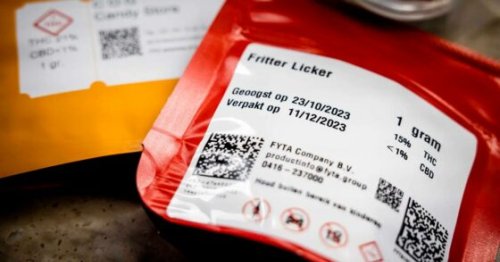 Candy Store
THC 21%
CBD<1%
1 gr.
Fritter Licker
Geoogst op 23/10/2023
Verpakt op 11/12/2023
1 gram
15% THC
<1% CBD
FYTA Company B.V.
productinfo@fyta.group
0416-237000
Houd buiten bereik van kinderen